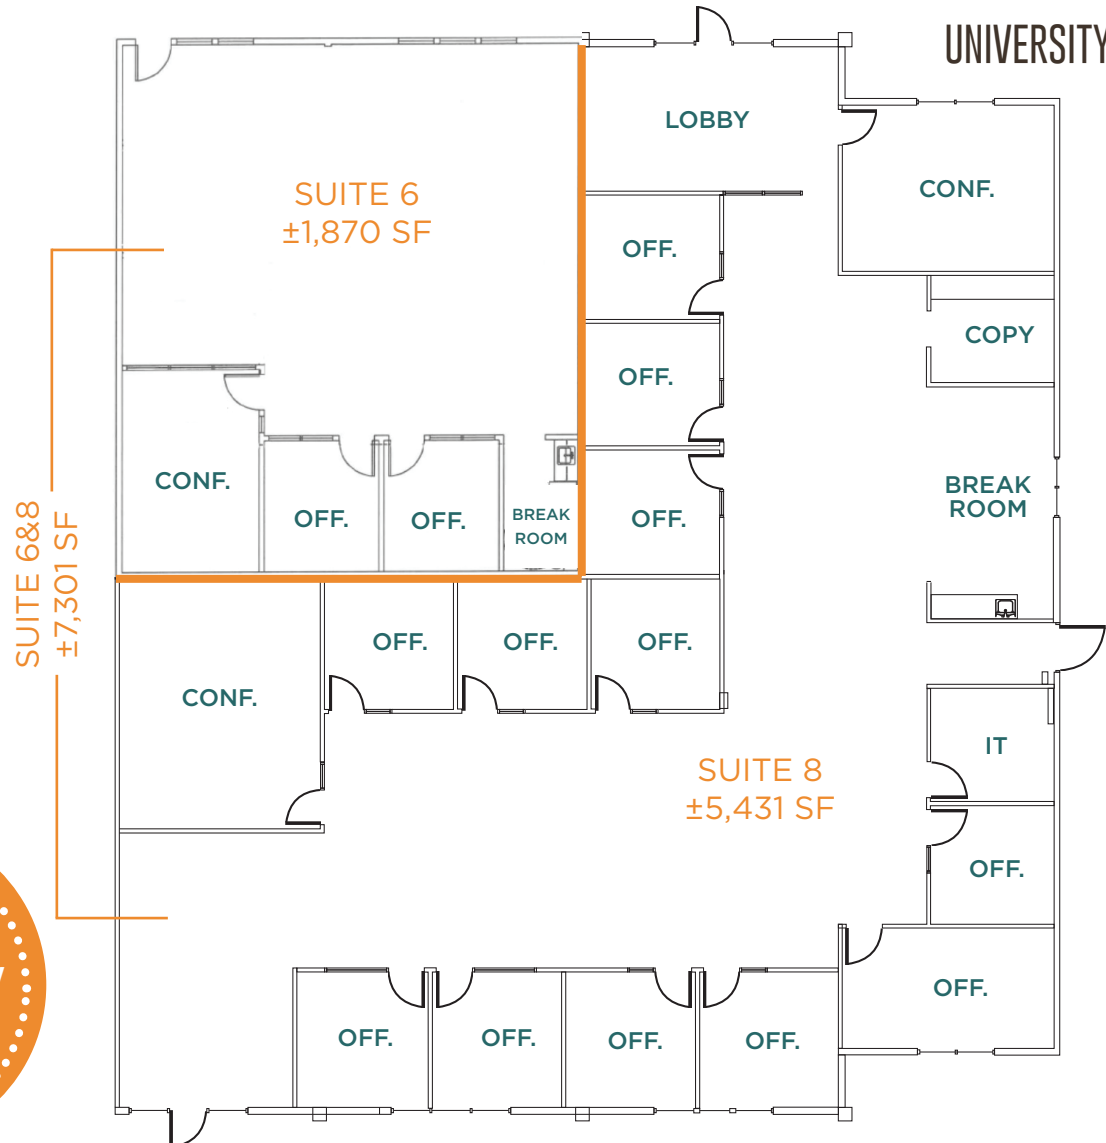 UNIVERSITY
LOBBY
CONF.
SUITE 6
±1,870 SF
OFF.
COPY
OFF.
CONF.
OFF.
OFF.
BREAK
ROOM
OFF.
BREAK
ROOM
SUITE 6&8
±7,301 SF
OFF.
OFF.
OFF.
CONF.
IT
SUITE 8
±5,431 SF
OFF.
OFF.
OFF.
OFF.
OFF.
OFF.